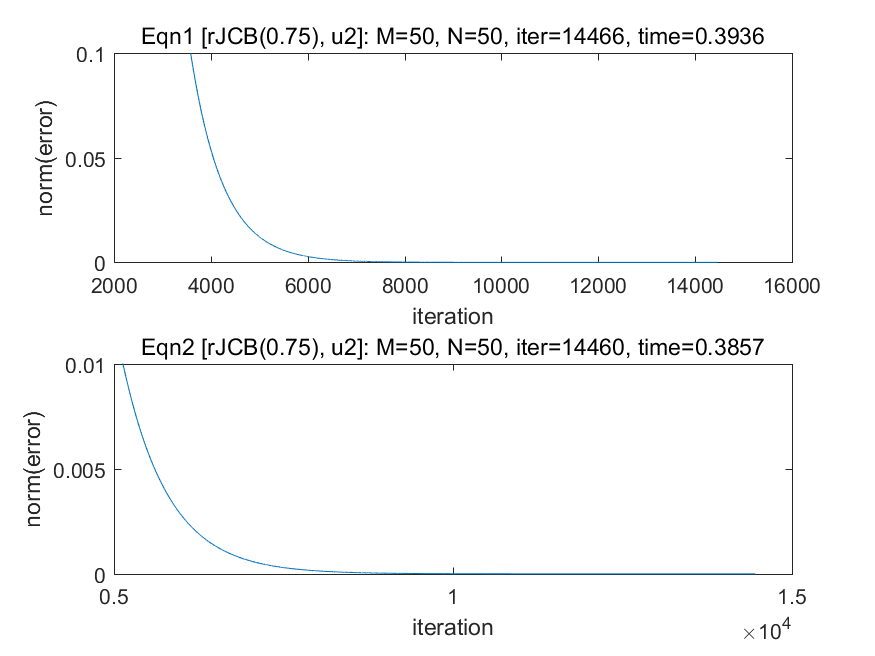 Eqn1 [rJCB(0.75), u2]: M=50, N=50, iter=14466, time=0.3936
0.1
0.05
0
norm(error)
2000 4000 6000 8000 10000 12000 14000 16000
iteration
Eqn2 [rJCB(0.75), u2]: M=50, N=50, iter=14460, time=0.3857
0.01
0.005
0
norm(error)
0.5 1 1.5
iteration
×10⁴